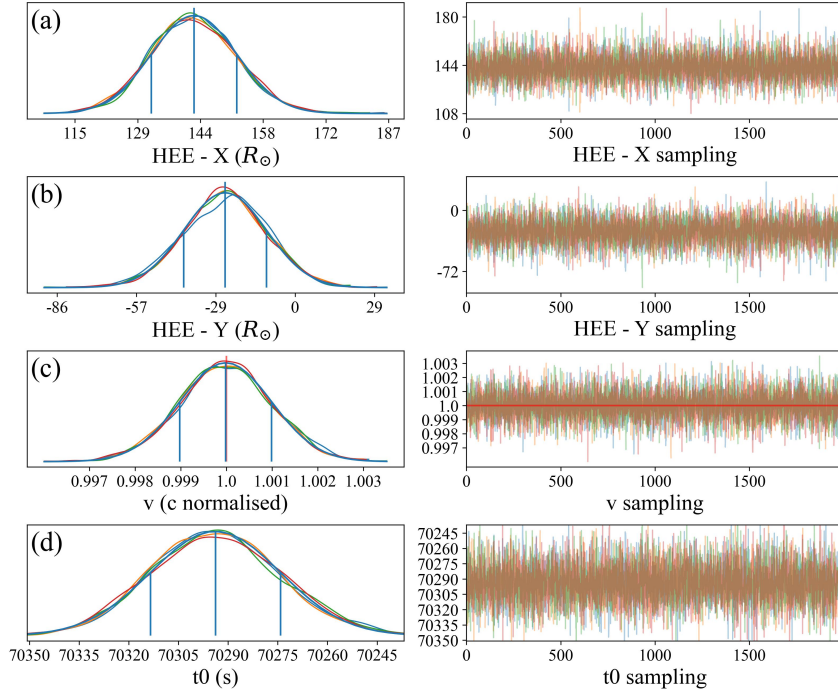 (a)
115 129 144 158 172 187
HEE - X (R☉)
180
144
108
0 500 1000 1500
HEE - X sampling
(b)
-86 -57 -29 0 29
HEE - Y (R☉)
0
-72
0 500 1000 1500
HEE - Y sampling
(c)
0.997 0.998 0.999 1.0 1.001 1.002 1.003
v (c normalised)
1.003
1.001
1.0
0.999
0.998
0.997
0 500 1000 1500
v sampling
(d)
70350 70335 70320 70305 70290 70275 70260 70245
t0 (s)
70245
70260
70275
70290
70305
70320
70335
70350
0 500 1000 1500
t0 sampling